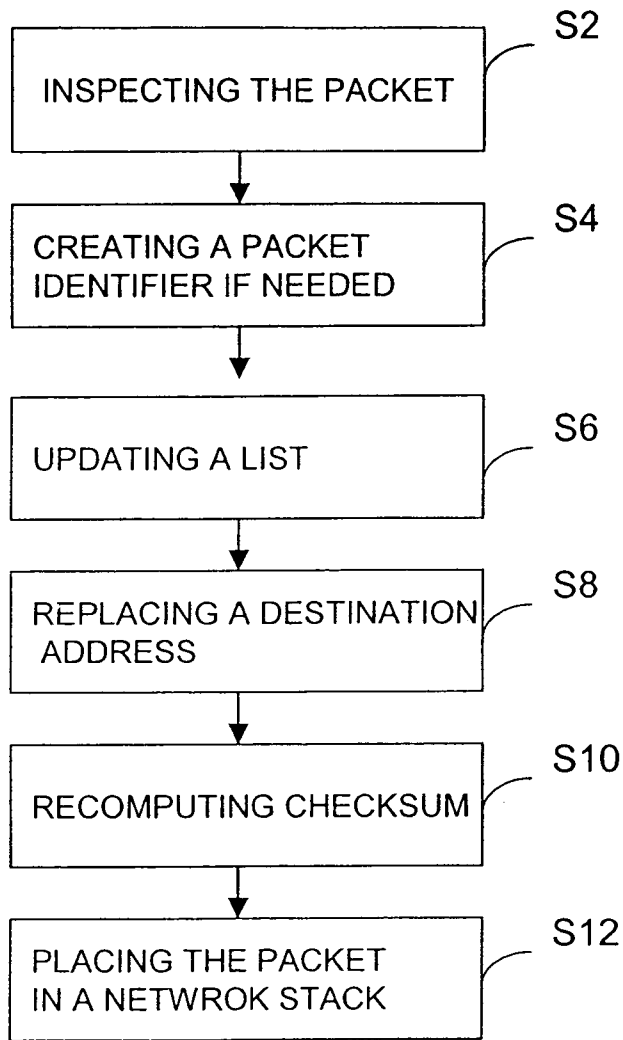 S2
INSPECTING THE PACKET
S4
CREATING A PACKET
IDENTIFIER IF NEEDED
S6
UPDATING A LIST
S8
REPLACING A DESTINATION
ADDRESS
S10
RECOMPUTING CHECKSUM
S12
PLACING THE PACKET
IN A NETWROK STACK